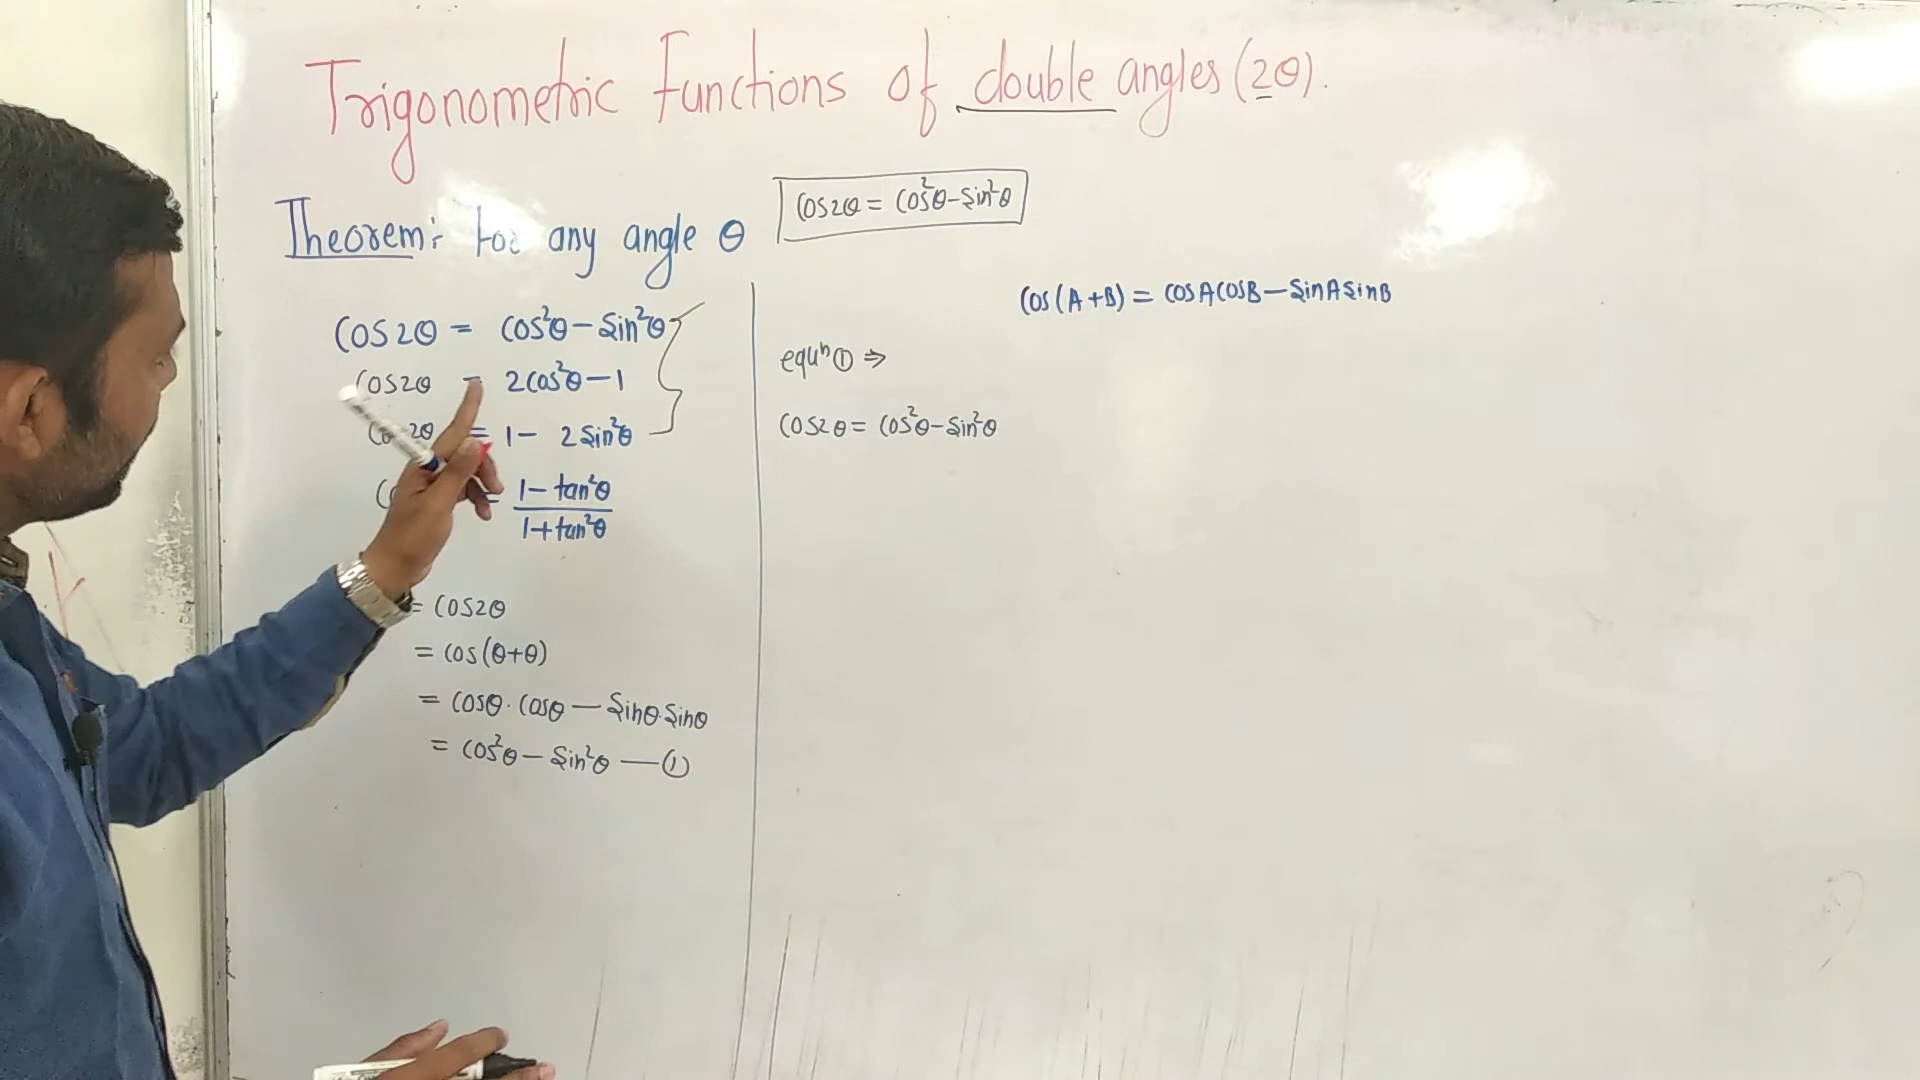 Trigonometric Functions of double angles (2θ).
Theorem: for any angle θ
cos2θ = cos²θ - sin²θ
cos2θ = cos²θ - sin²θ
cos2θ = 2cos²θ - 1
cos2θ = 1 - 2sin²θ
= 1 - tan²θ
1 + tan²θ
= cos2θ
= cos(θ+θ)
= cosθ · cosθ - sinθ·sinθ
= cos²θ - sin²θ — ①
cos(A+B) = cosAcosB - sinAsinB
equⁿ ① ⇒
cos2θ = cos²θ - sin²θ